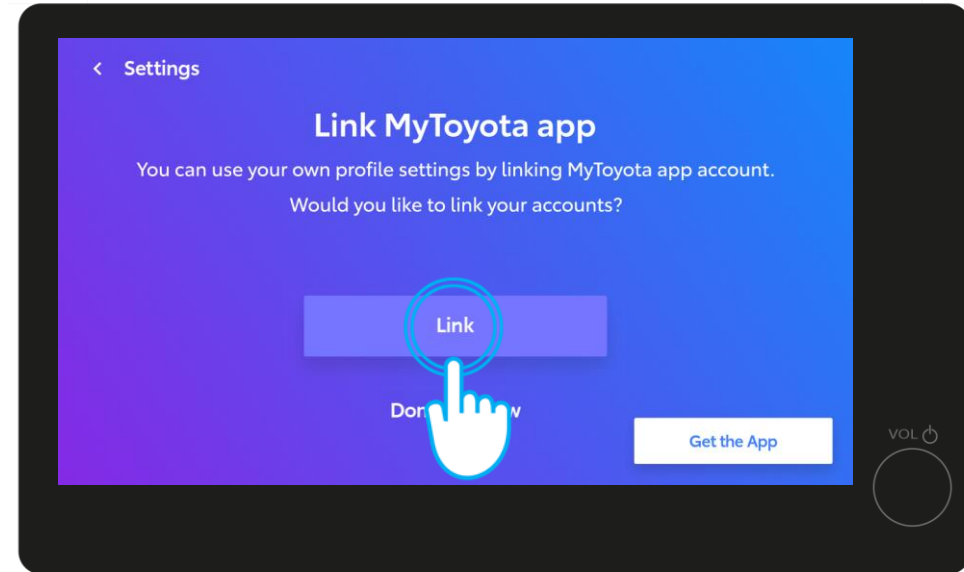 < Settings
Link MyToyota app
You can use your own profile settings by linking MyToyota app account.
Would you like to link your accounts?
Link
Get the App
VOL